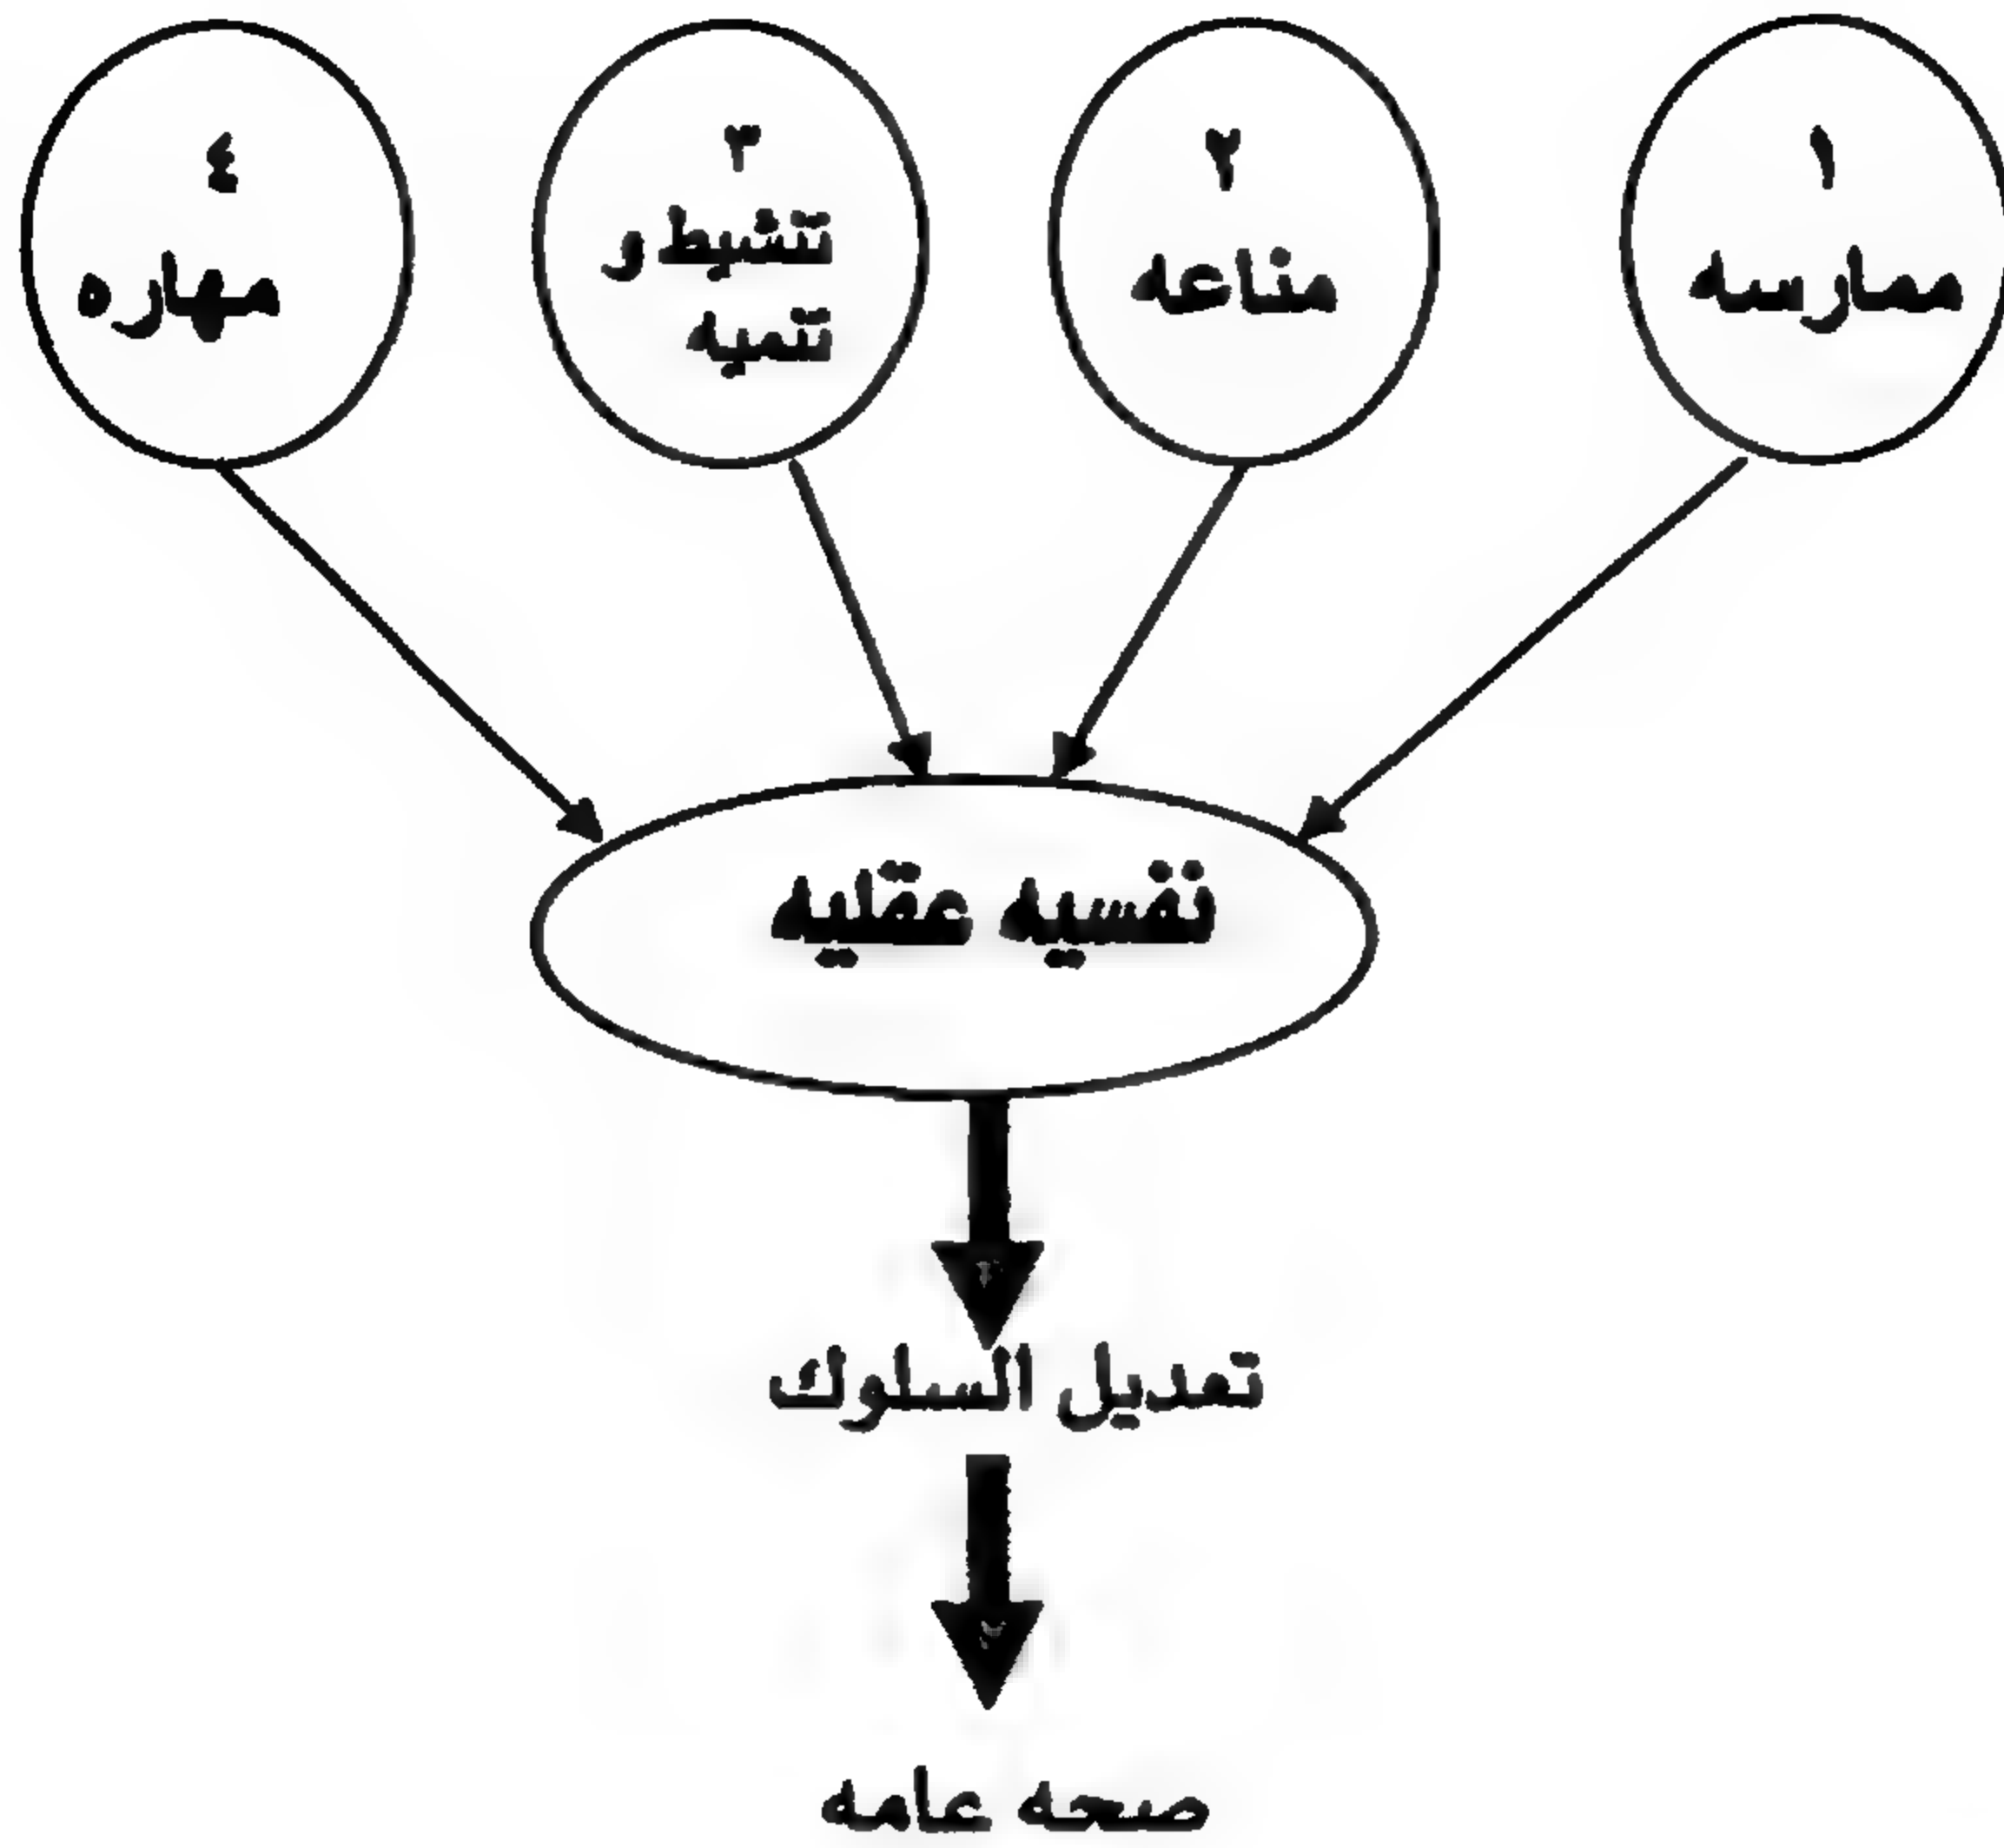 ١
ممارسه
٢
مناعه
٣
تنشيط و
تنميه
٤
مهاره
نفسيه عقليه
تعديل السلوك
صحه عامه